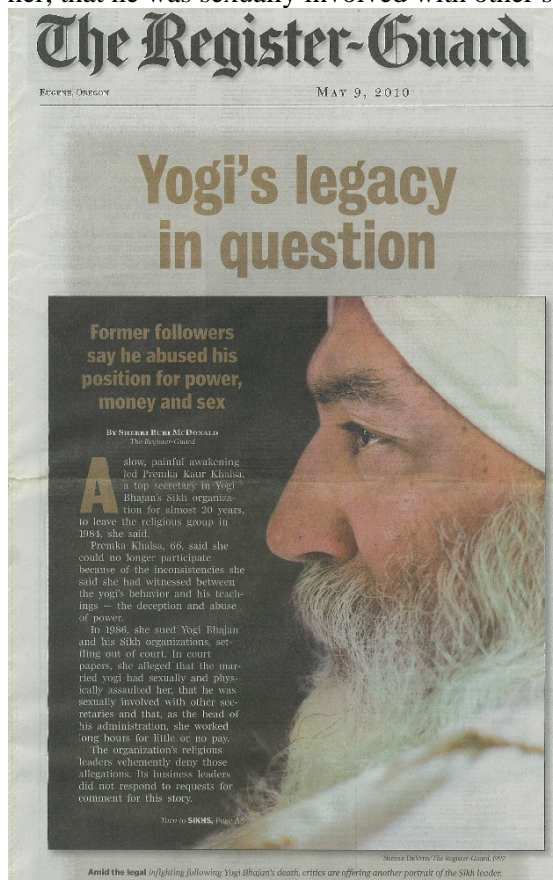 her, that he was sexually involved with other s
The Register-Guard
EUGENE, OREGON
MAY 9, 2010
Yogi's legacy
in question
Former followers
say he abused his
position for power,
money and sex
BY SHERRI BURI MCDONALD
The Register-Guard
A slow, painful awakening
led Premka Kaur Khalsa,
a top secretary in Yogi
Bhajan's Sikh organiza-
tion for almost 20 years,
to leave the religious group in
1984, she said.
Premka Khalsa, 66, said she
could no longer participate
because of the inconsistencies she
said she had witnessed between
the yogi's behavior and his teach-
ings — the deception and abuse
of power.
In 1986, she sued Yogi Bhajan
and his Sikh organizations, set-
tling out of court. In court
papers, she alleged that the mar-
ried yogi had sexually and phys-
ically assaulted her, that he was
sexually involved with other sec-
retaries and that, as the head of
his administration, she worked
long hours for little or no pay.
The organization's religious
leaders vehemently deny those
allegations. Its business leaders
did not respond to requests for
comment for this story.
Turn to SIKHS, Page A8
NICOLE DEVITO/The Register-Guard, 1997
Amid the legal infighting following Yogi Bhajan's death, critics are offering another portrait of the Sikh leader.